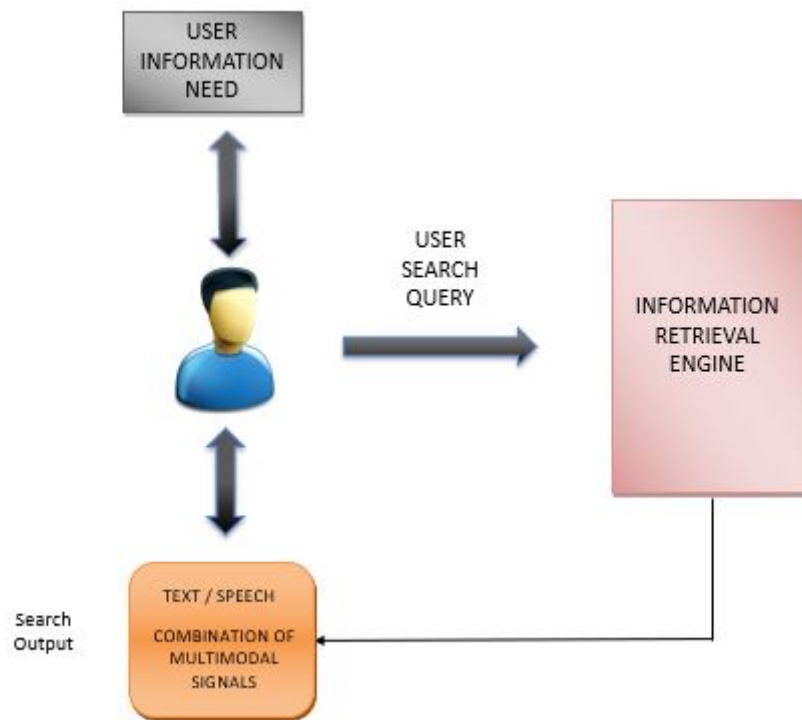 USER
INFORMATION
NEED
USER
SEARCH
QUERY
INFORMATION
RETRIEVAL
ENGINE
Search
Output
TEXT / SPEECH
COMBINATION OF
MULTIMODAL
SIGNALS